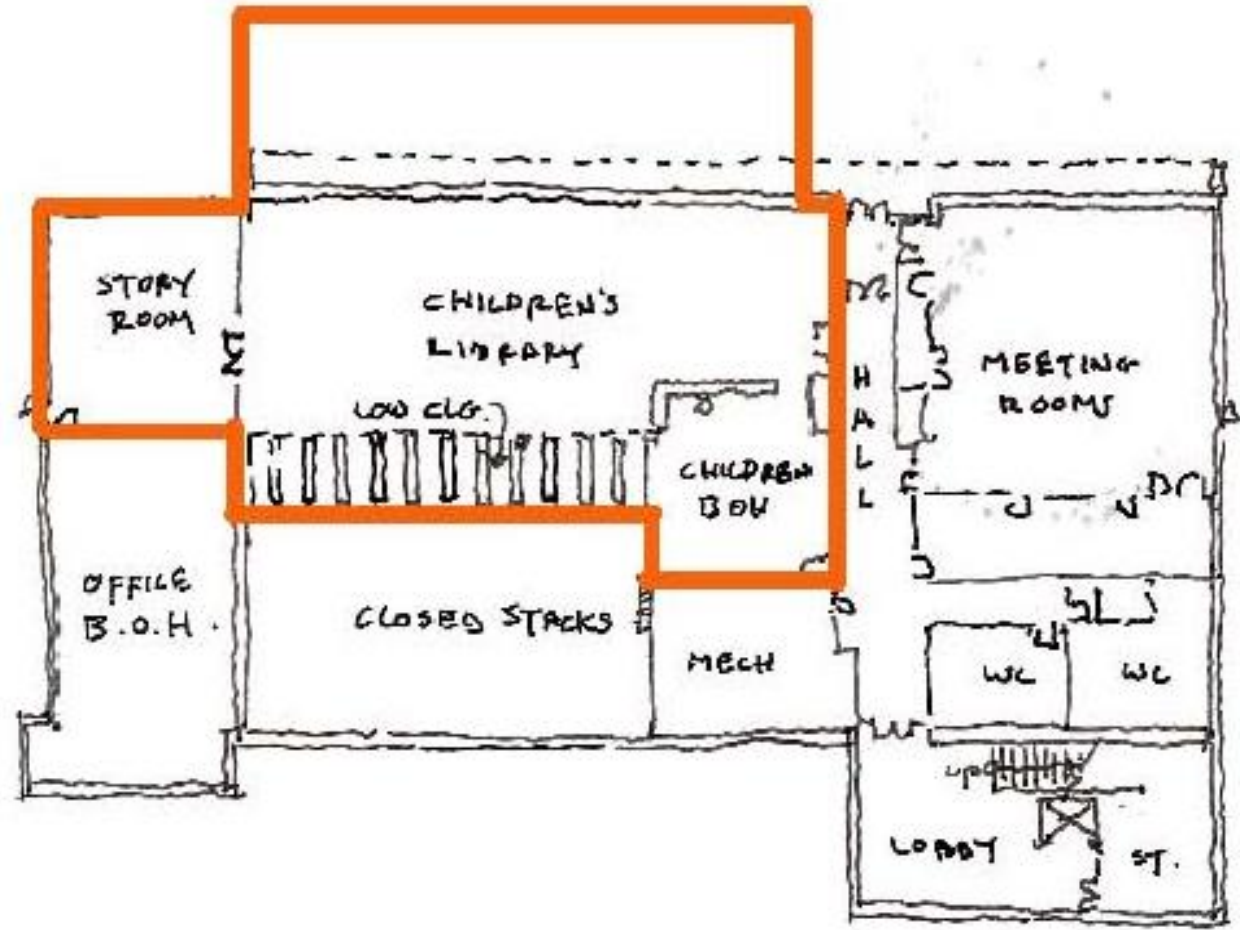 STORY
ROOM
CHILDREN'S
LIBRARY
LOW CLG.
CHILDREN
BOH
HALL
MEETING
ROOMS
OFFICE
B.O.H.
CLOSED STACKS
MECH
WC
WC
UP
LOBBY
ST.